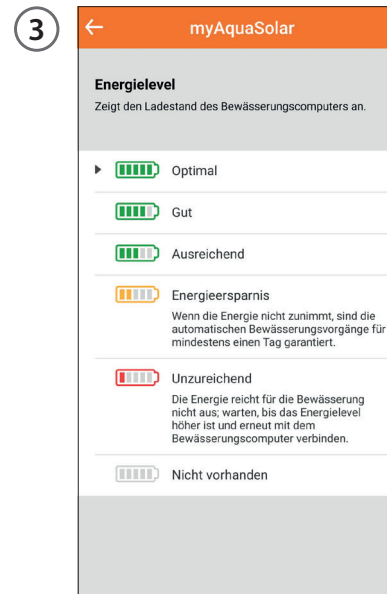 3
myAquaSolar
Energielevel
Zeigt den Ladestand des Bewässerungscomputers an.
Optimal
Gut
Ausreichend
Energieersparnis
Wenn die Energie nicht zunimmt, sind die
automatischen Bewässerungsvorgänge für
mindestens einen Tag garantiert.
Unzureichend
Die Energie reicht für die Bewässerung
nicht aus; warten, bis das Energielevel
höher ist und erneut mit dem
Bewässerungscomputer verbinden.
Nicht vorhanden